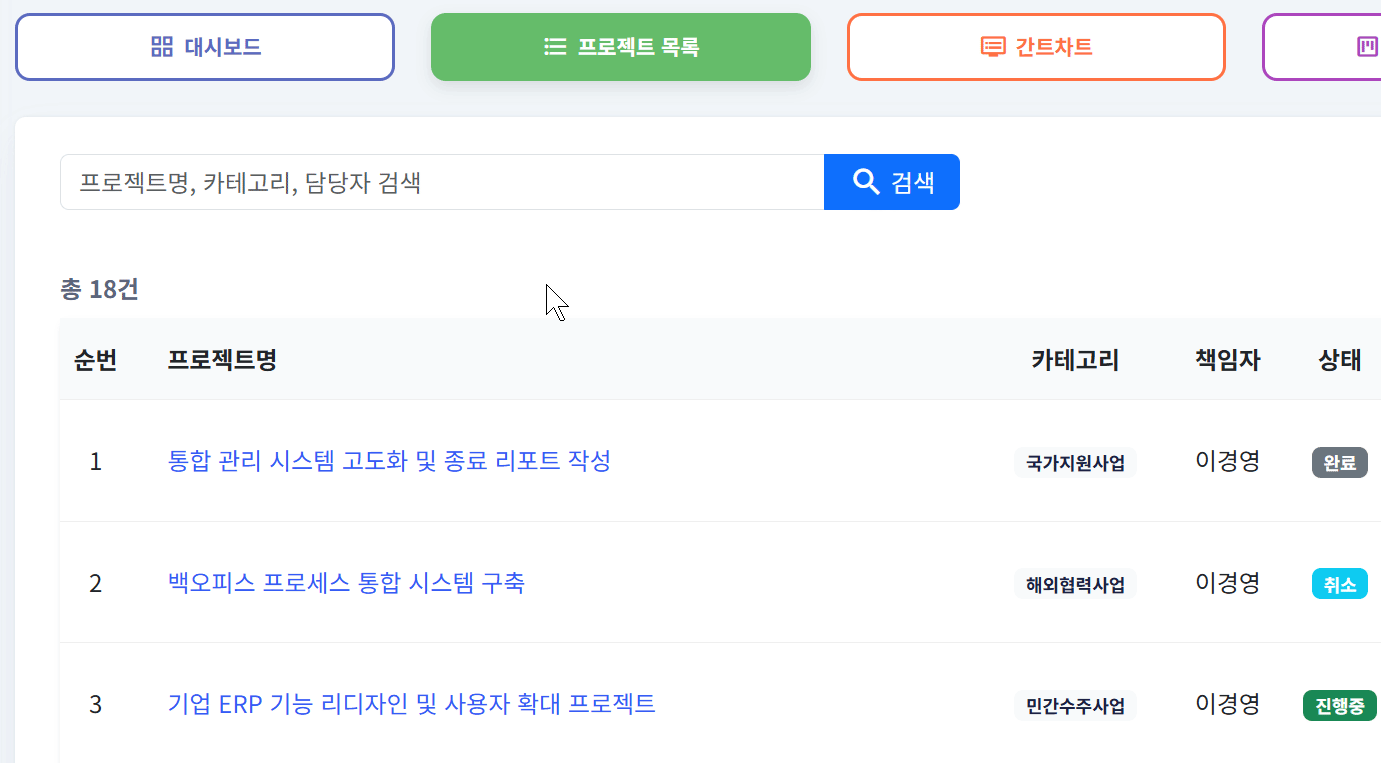 대시보드
프로젝트 목록
간트차트
프로젝트명, 카테고리, 담당자 검색
검색
총 18건
순번 프로젝트명 카테고리 책임자 상태
1 통합 관리 시스템 고도화 및 종료 리포트 작성 국가지원사업 이경영 완료
2 백오피스 프로세스 통합 시스템 구축 해외협력사업 이경영 취소
3 기업 ERP 기능 리디자인 및 사용자 확대 프로젝트 민간수주사업 이경영 진행중